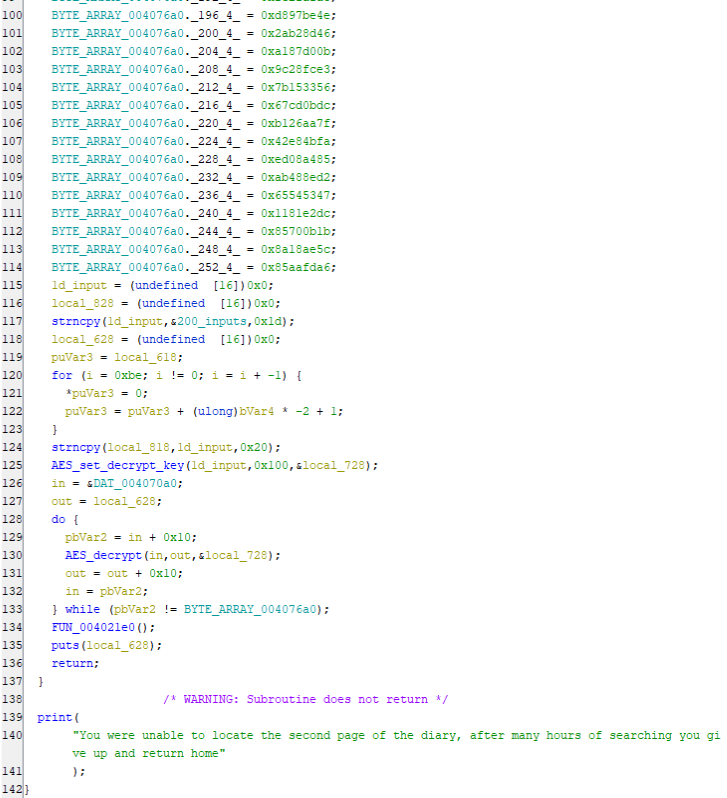 100 BYTE_ARRAY_004076a0._196_4_ = 0xd897be4e;
101 BYTE_ARRAY_004076a0._200_4_ = 0x2ab28d46;
102 BYTE_ARRAY_004076a0._204_4_ = 0xa187d00b;
103 BYTE_ARRAY_004076a0._208_4_ = 0x9c28fce3;
104 BYTE_ARRAY_004076a0._212_4_ = 0x7b153356;
105 BYTE_ARRAY_004076a0._216_4_ = 0x67cd0bdc;
106 BYTE_ARRAY_004076a0._220_4_ = 0xb126aa7f;
107 BYTE_ARRAY_004076a0._224_4_ = 0x42e84bfa;
108 BYTE_ARRAY_004076a0._228_4_ = 0xed08a485;
109 BYTE_ARRAY_004076a0._232_4_ = 0xab488ed2;
110 BYTE_ARRAY_004076a0._236_4_ = 0x65545347;
111 BYTE_ARRAY_004076a0._240_4_ = 0x1181e2dc;
112 BYTE_ARRAY_004076a0._244_4_ = 0x85700b1b;
113 BYTE_ARRAY_004076a0._248_4_ = 0x8a18ae5c;
114 BYTE_ARRAY_004076a0._252_4_ = 0x85aafda6;
115 1d_input = (undefined  [16])0x0;
116 local_828 = (undefined  [16])0x0;
117 strncpy(1d_input,&200_inputs,0x1d);
118 local_628 = (undefined  [16])0x0;
119 puVar3 = local_618;
120 for (i = 0xbe; i != 0; i = i + -1) {
121 *puVar3 = 0;
122 puVar3 = puVar3 + (ulong)bVar4 * -2 + 1;
123 }
124 strncpy(local_818,1d_input,0x20);
125 AES_set_decrypt_key(1d_input,0x100,&local_728);
126 in = &DAT_004070a0;
127 out = local_628;
128 do {
129 pbVar2 = in + 0x10;
130 AES_decrypt(in,out,&local_728);
131 out = out + 0x10;
132 in = pbVar2;
133 } while (pbVar2 != BYTE_ARRAY_004076a0);
134 FUN_004021e0();
135 puts(local_628);
136 return;
137 }
138 /* WARNING: Subroutine does not return */
139 print(
140 "You were unable to locate the second page of the diary, after many hours of searching you gi
ve up and return home"
141 );
142 }